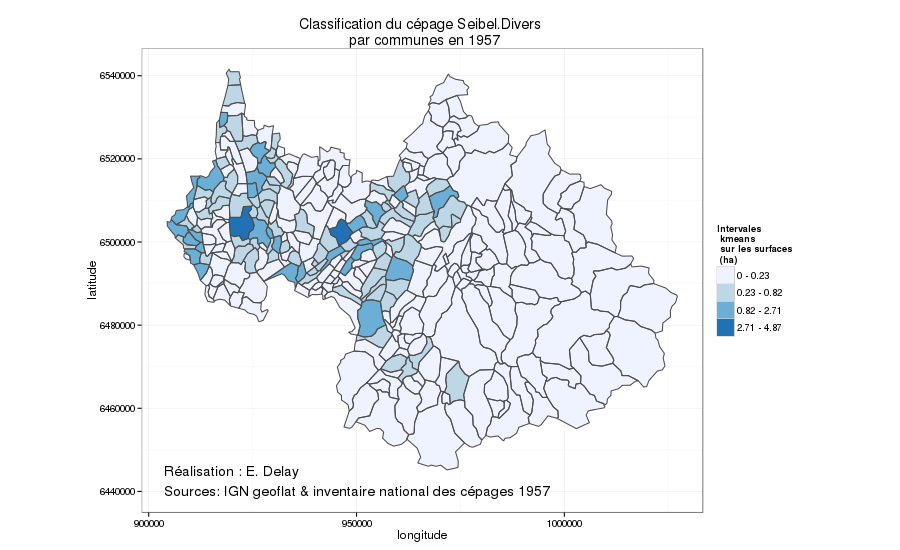 Classification du cépage Seibel.Divers
par communes en 1957
6540000
6520000
6500000
6480000
6460000
6440000
latitude
900000
950000
1000000
longitude
Réalisation : E. Delay
Sources: IGN geoflat & inventaire national des cépages 1957
Intervales
kmeans
sur les surfaces
(ha)
0 - 0.23
0.23 - 0.82
0.82 - 2.71
2.71 - 4.87